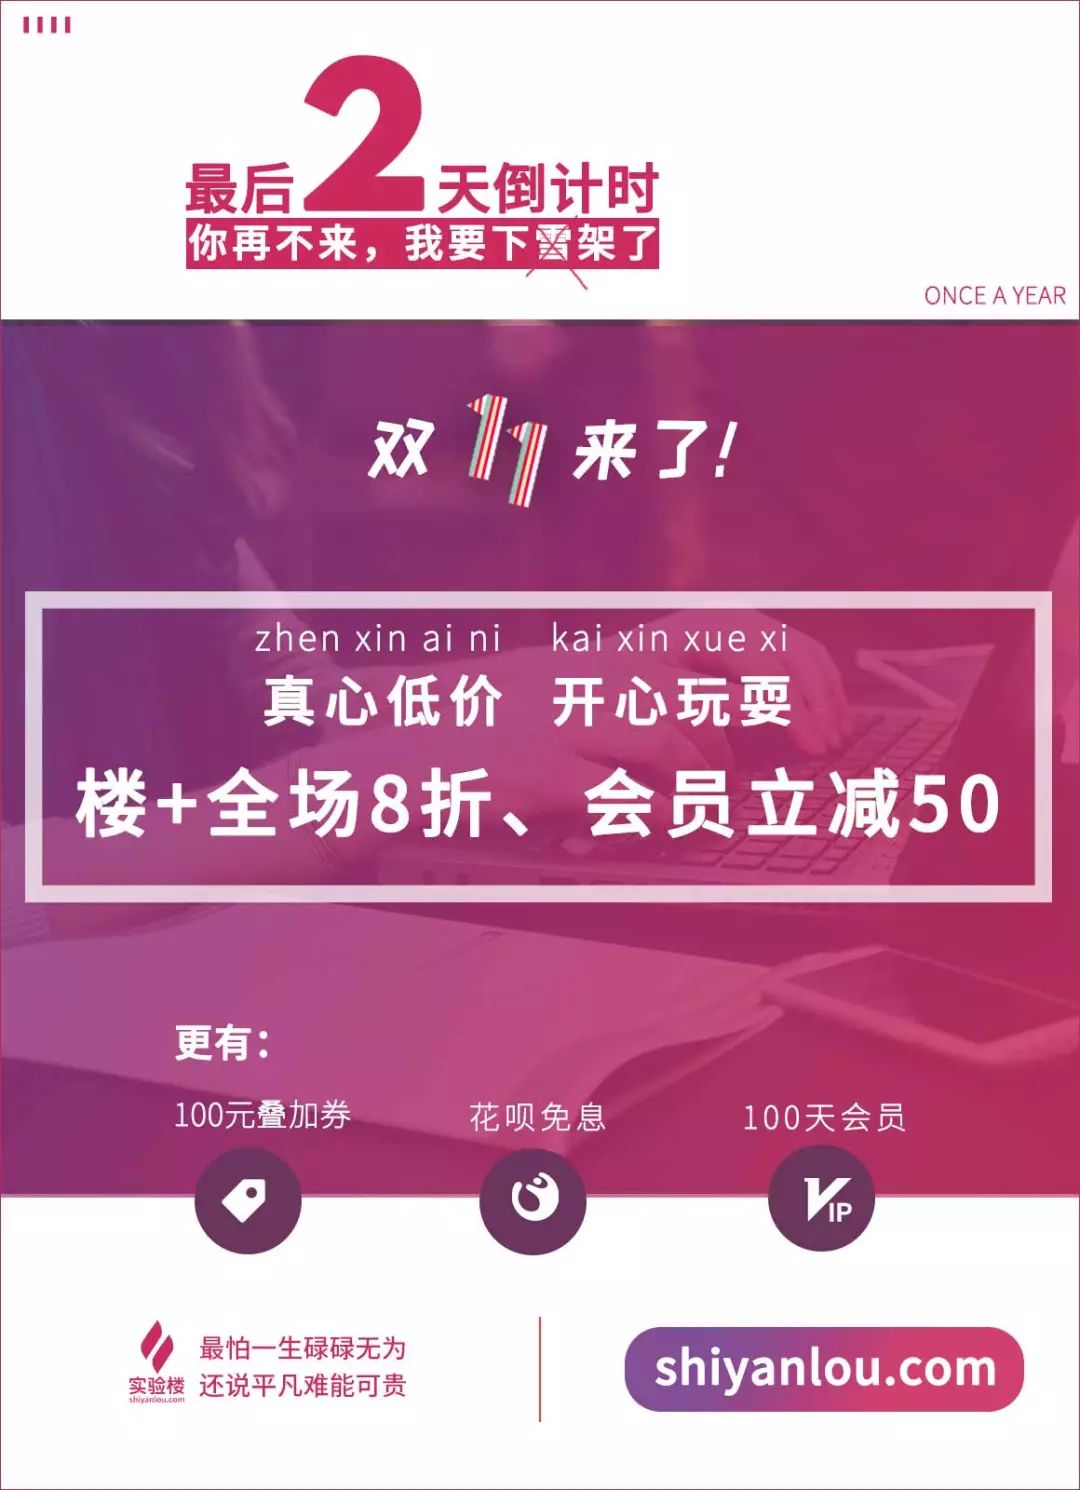 最后2天倒计时
你再不来，我要下雪架了
ONCE A YEAR
双11来了!
zhen xin ai ni kai xin xue xi
真心低价 开心玩耍
楼+全场8折、会员立减50
更有：
100元叠加券 花呗免息 100天会员
VIP
最怕一生碌碌无为
还说平凡难能可贵
实验楼
shiyanlou.com
shiyanlou.com